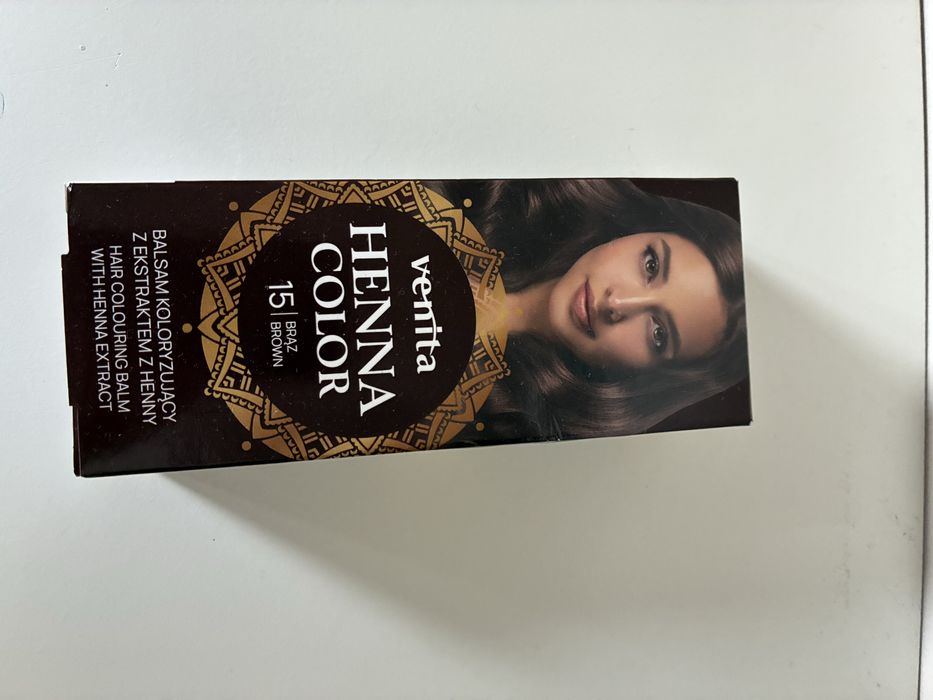 venita
HENNA
COLOR
15 | BRĄZ
BROWN
BALSAM KOLORYZUJĄCY
Z EKSTRAKTEM Z HENNY
HAIR COLOURING BALM
WITH HENNA EXTRACT